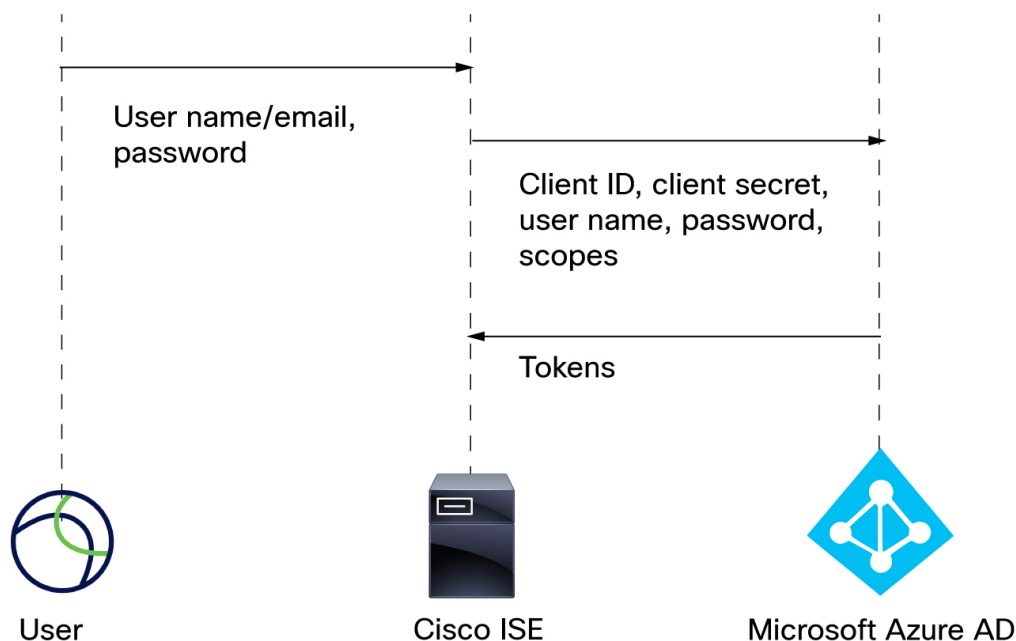 User name/email,
password
Client ID, client secret,
user name, password,
scopes
Tokens
User
Cisco ISE
Microsoft Azure AD